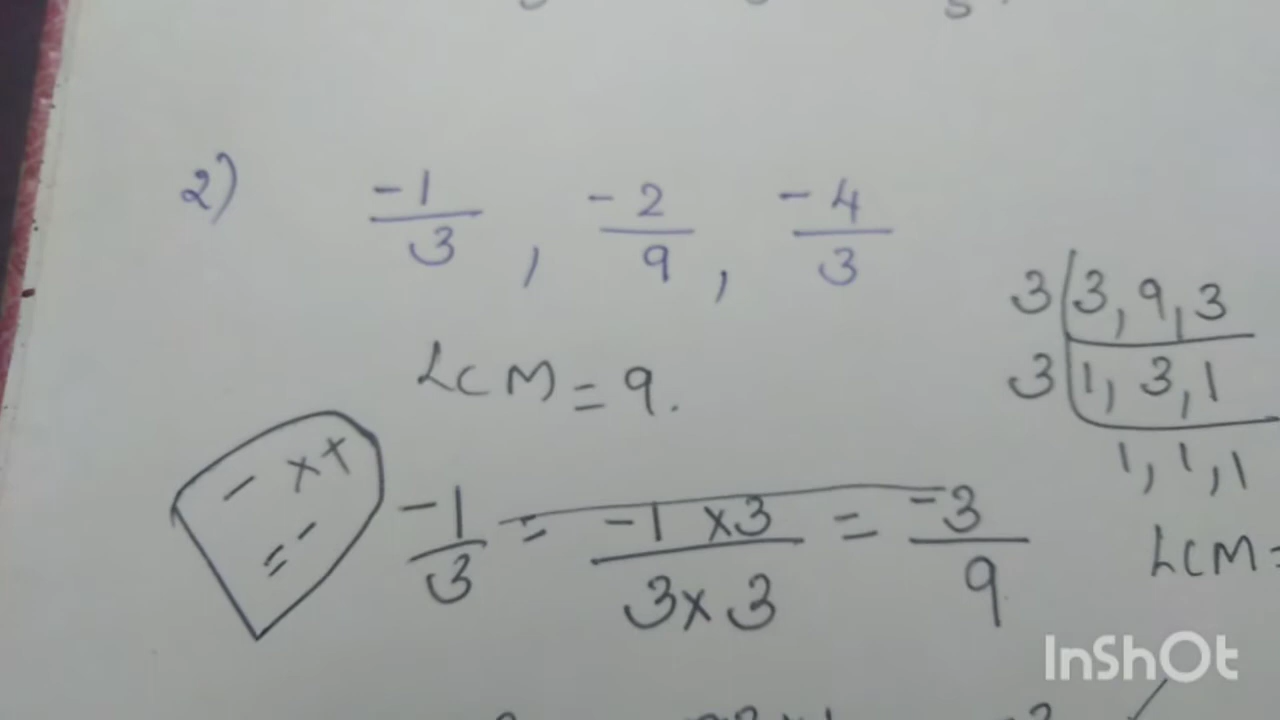 2) -1/3 , -2/9 , -4/3
LCM = 9.
3 | 3, 9, 3
3 | 1, 3, 1
1, 1, 1
LCM =
- x +
= -
-1/3 = -1 x 3 / 3 x 3 = -3/9
InShOt